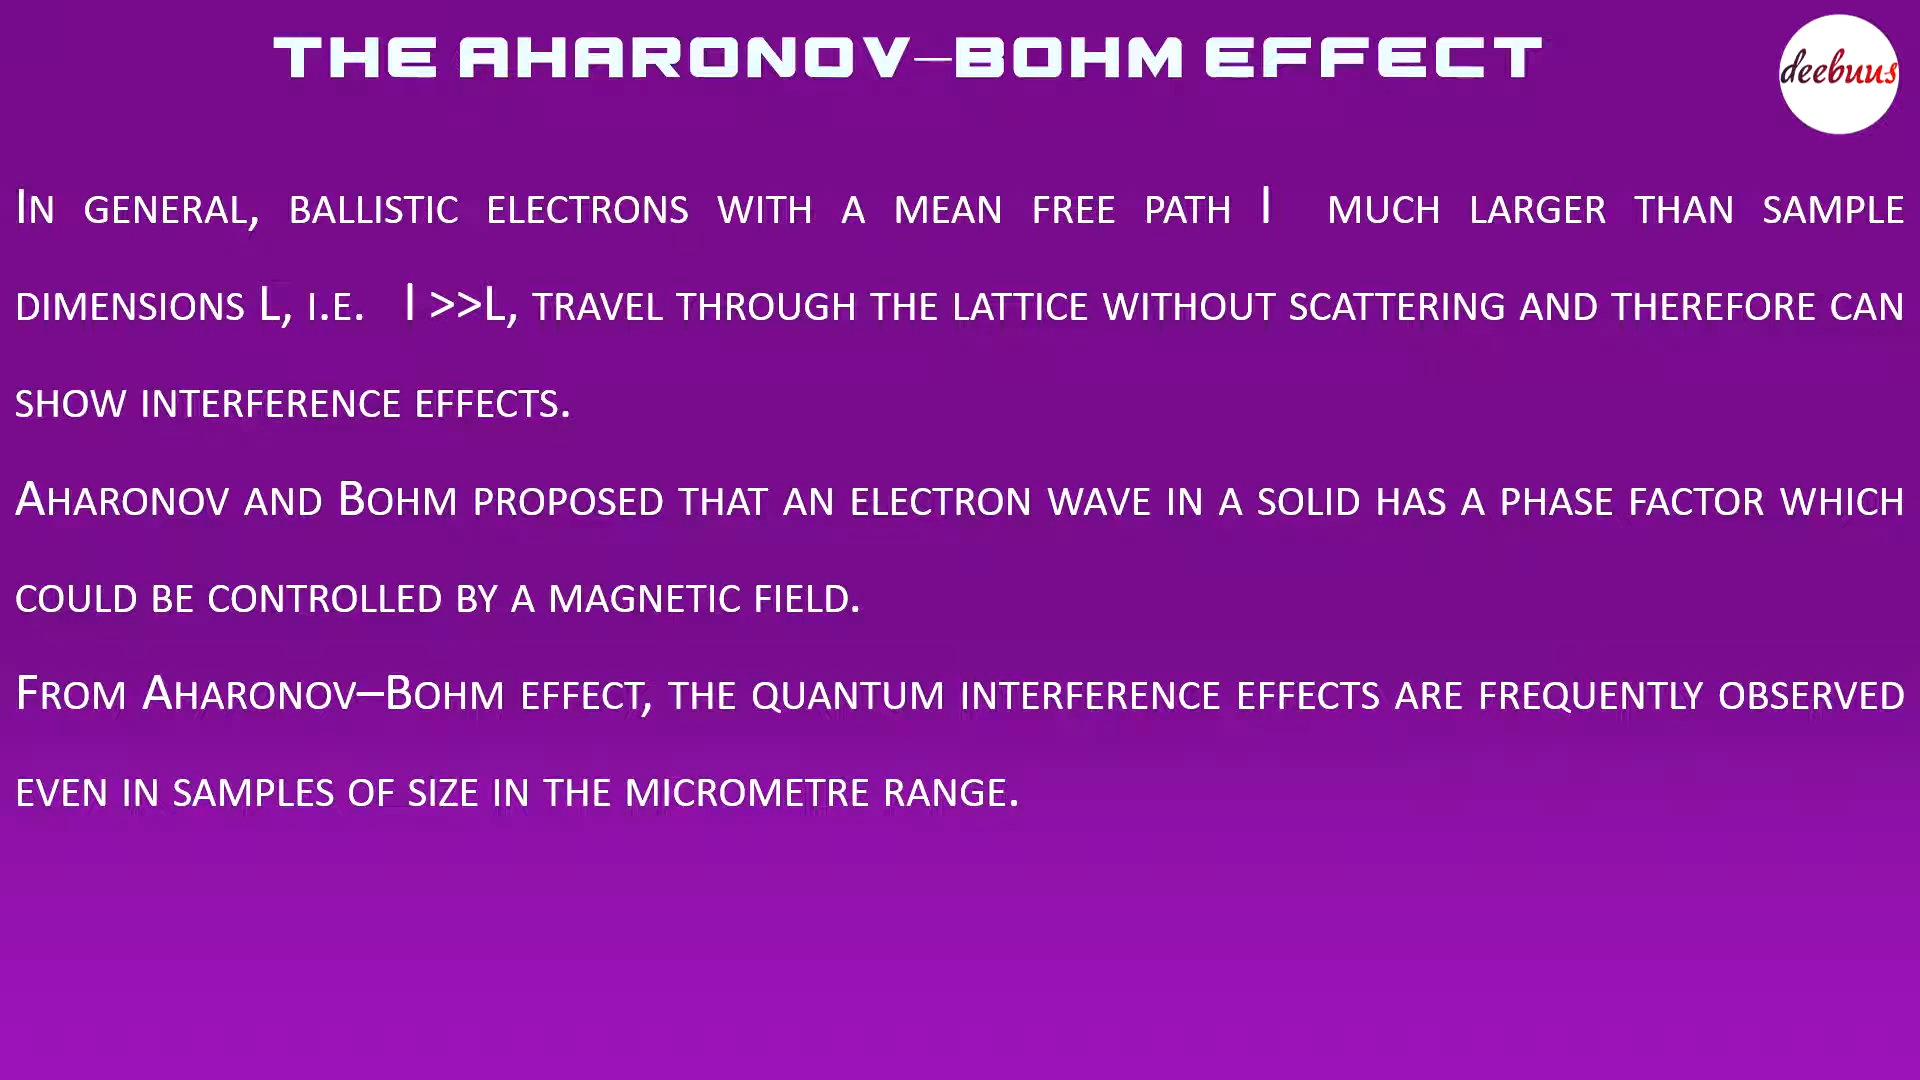 THE AHARONOV–BOHM EFFECT
deebuus
IN GENERAL, BALLISTIC ELECTRONS WITH A MEAN FREE PATH l MUCH LARGER THAN SAMPLE
DIMENSIONS L, I.E. l >>L, TRAVEL THROUGH THE LATTICE WITHOUT SCATTERING AND THEREFORE CAN
SHOW INTERFERENCE EFFECTS.
AHARONOV AND BOHM PROPOSED THAT AN ELECTRON WAVE IN A SOLID HAS A PHASE FACTOR WHICH
COULD BE CONTROLLED BY A MAGNETIC FIELD.
FROM AHARONOV–BOHM EFFECT, THE QUANTUM INTERFERENCE EFFECTS ARE FREQUENTLY OBSERVED
EVEN IN SAMPLES OF SIZE IN THE MICROMETRE RANGE.